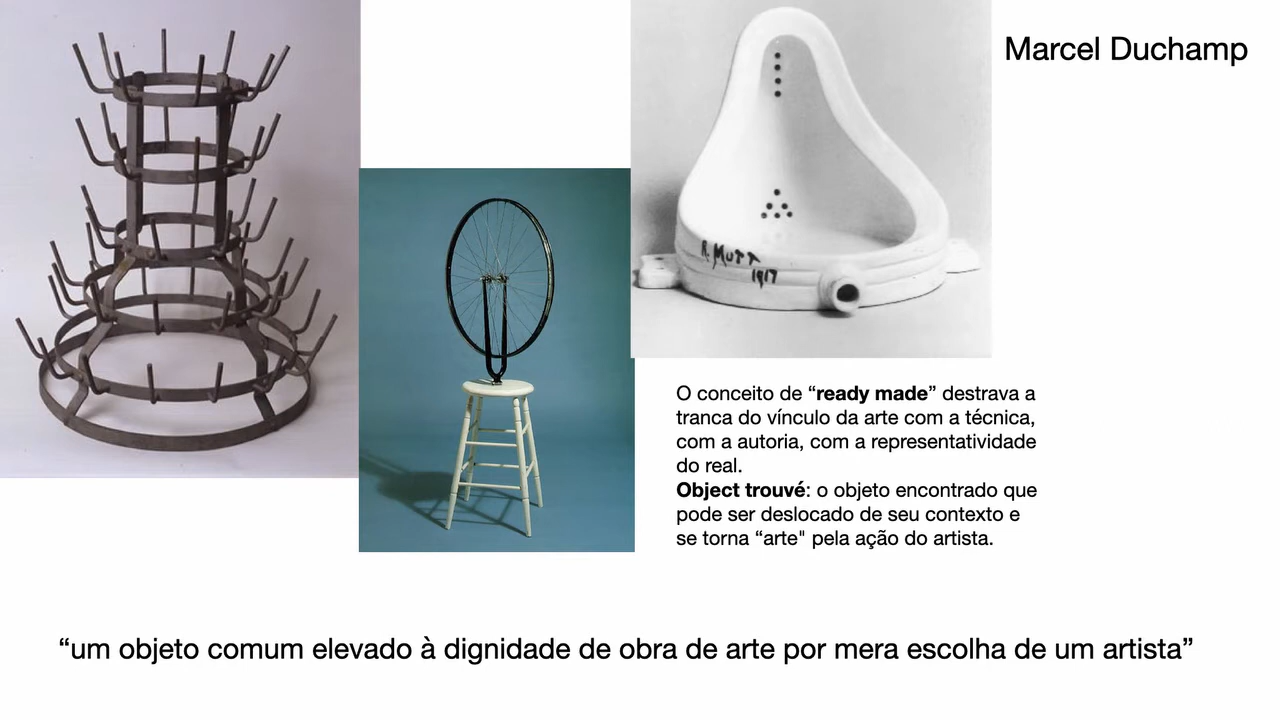 Marcel Duchamp
R. MUTT
1917
O conceito de “ready made” destrava a
tranca do vínculo da arte com a técnica,
com a autoria, com a representatividade
do real.
Object trouvé: o objeto encontrado que
pode ser deslocado de seu contexto e
se torna “arte" pela ação do artista.
“um objeto comum elevado à dignidade de obra de arte por mera escolha de um artista”